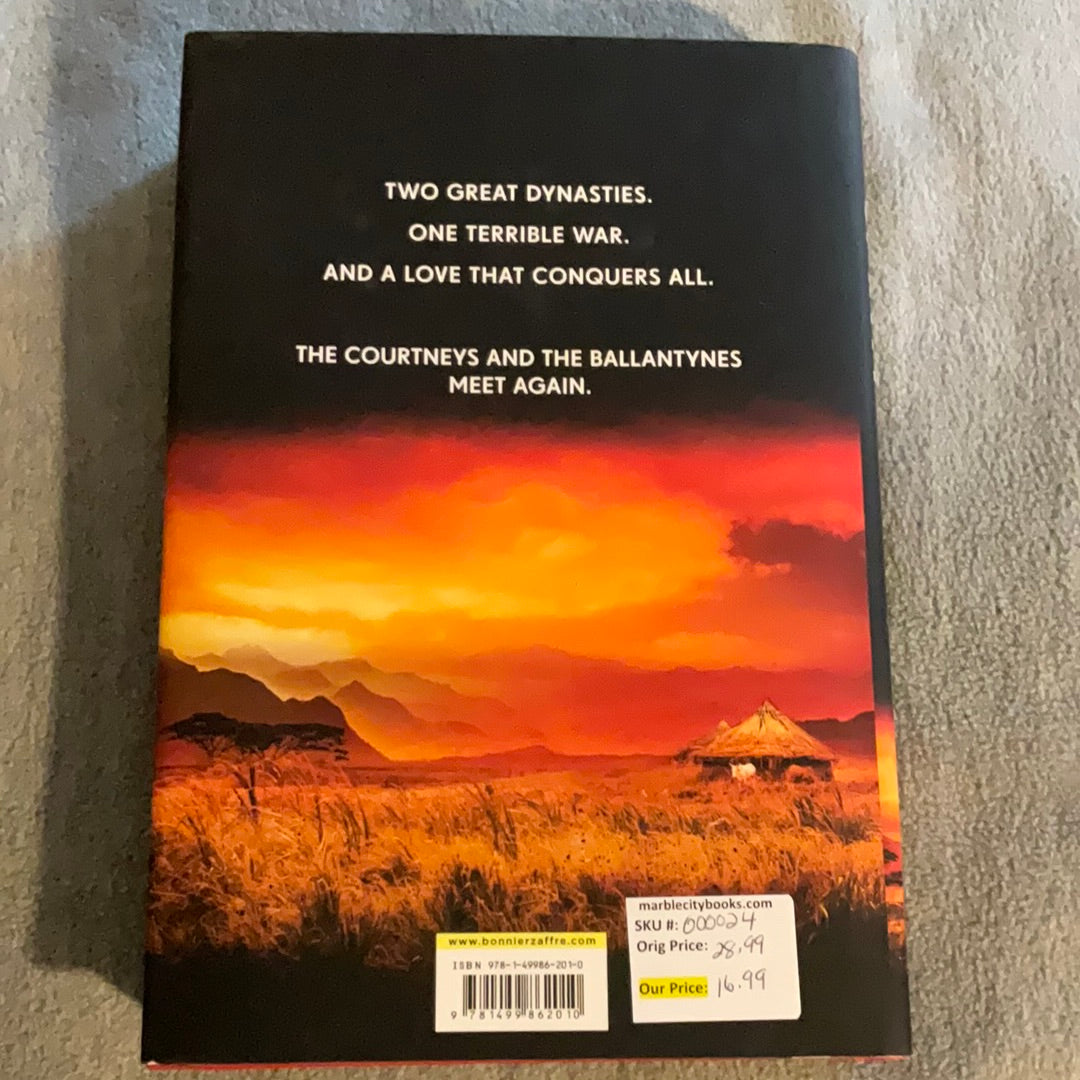 TWO GREAT DYNASTIES.
ONE TERRIBLE WAR.
AND A LOVE THAT CONQUERS ALL.
THE COURTNEYS AND THE BALLANTYNES
MEET AGAIN.
www.bonnierzaffre.com
ISBN 978-1-49986-201-0
9 781499 862010
marblecitybooks.com
SKU #: 000024
Orig Price: 28.99
Our Price: 16.99